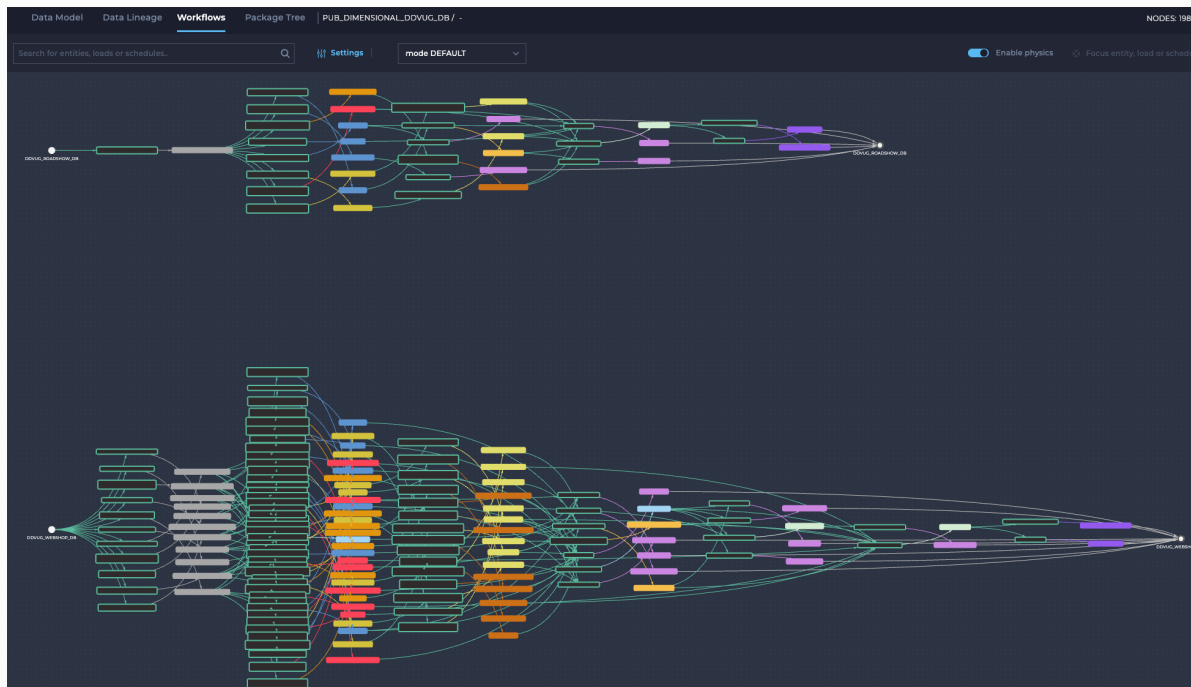 Data Model Data Lineage Workflows Package Tree PUB_DIMENSIONAL_DDVUG_DB / - NODES: 198
Search for entities, loads or schedules.. Settings mode DEFAULT Enable physics Focus entity, load or sched
DDVUG_ROADSHOW_DB
DDVUG_ROADSHOW_DB
DDVUG_WEBSHOP_DB
DDVUG_WEBSH